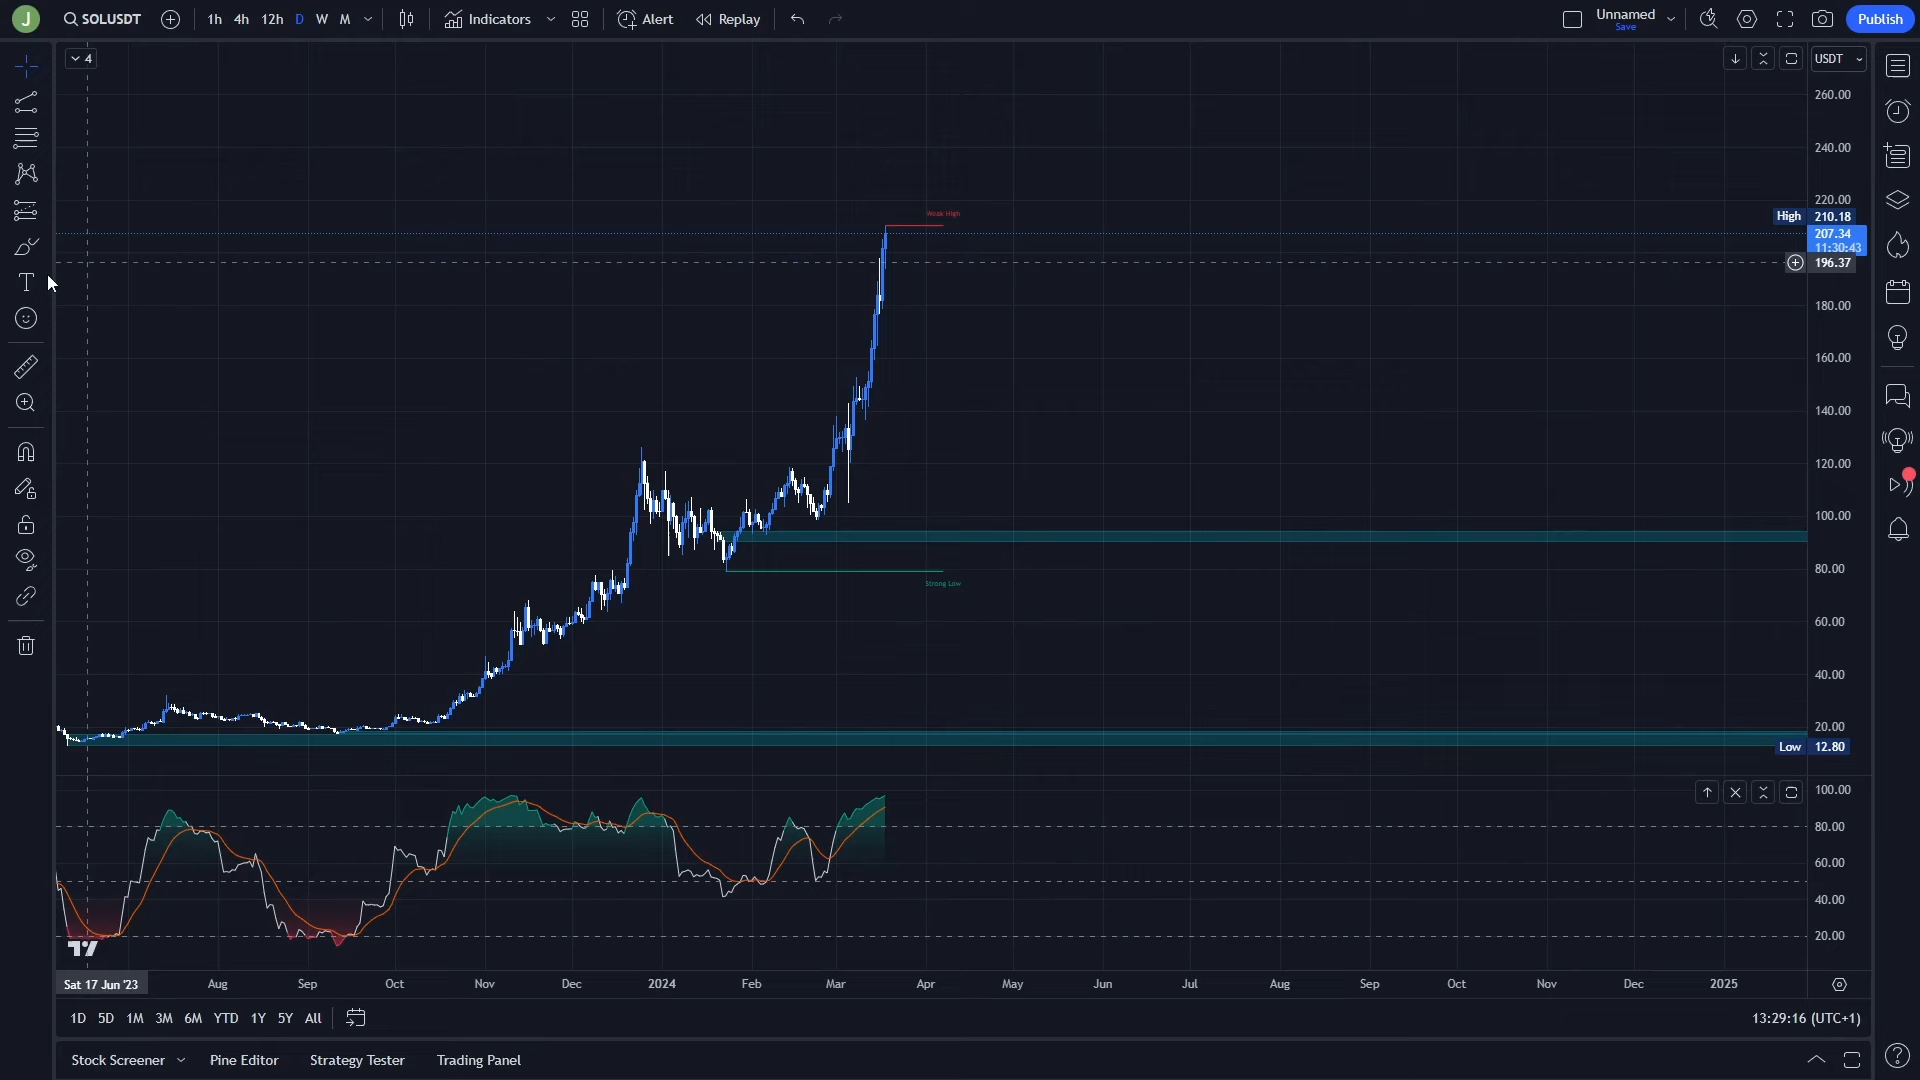 J SOLUSDT 1h 4h 12h D W M Indicators Alert Replay Unnamed Save Publish
4 USDT
260.00
240.00
Weak High
220.00
High 210.18
207.34
11:30:43
196.37
180.00
160.00
140.00
120.00
100.00
80.00
Strong Low
60.00
40.00
20.00
Low 12.80
100.00
80.00
60.00
40.00
20.00
Sat 17 Jun '23 Aug Sep Oct Nov Dec 2024 Feb Mar Apr May Jun Jul Aug Sep Oct Nov Dec 2025
1D 5D 1M 3M 6M YTD 1Y 5Y All 13:29:16 (UTC+1)
Stock Screener Pine Editor Strategy Tester Trading Panel